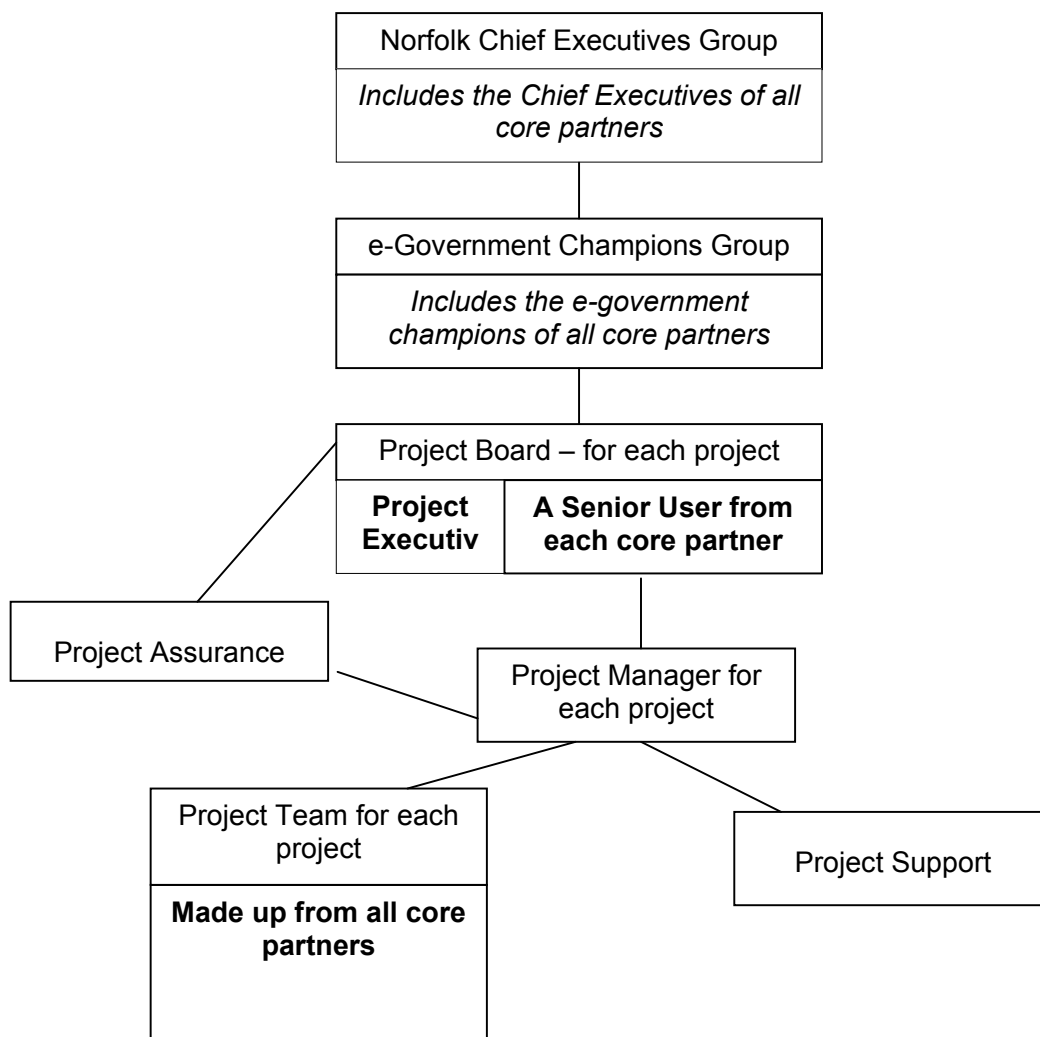 Norfolk Chief Executives Group
Includes the Chief Executives of all
core partners
e-Government Champions Group
Includes the e-government
champions of all core partners
Project Board – for each project
Project
Executiv
A Senior User from
each core partner
Project Assurance
Project Manager for
each project
Project Team for each
project
Made up from all core
partners
Project Support